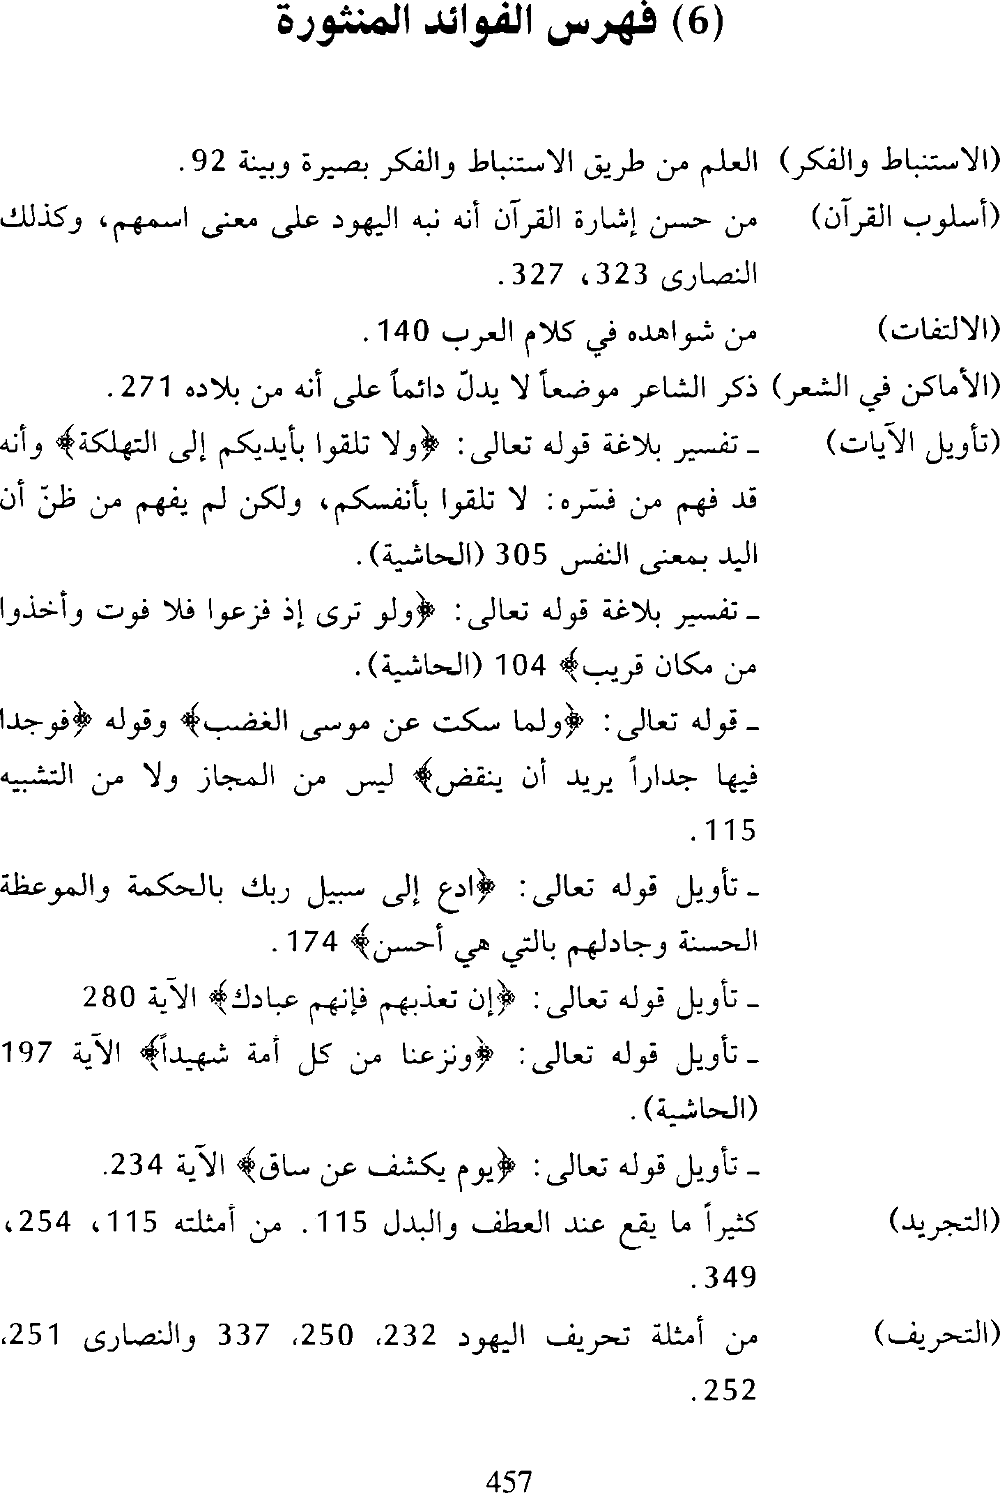 (6) فهرس الفوائد المنثورة
(الاستنباط والفكر) العلم من طريق الاستنباط والفكر بصيرة وبينة 92.
(أسلوب القرآن) من حسن إشارة القرآن أنه نبه اليهود على معنى اسمهم، وكذلك
النصارى 323، 327.
(الالتفات) من شواهده في كلام العرب 140.
(الأماكن في الشعر) ذكر الشاعر موضعاً لا يدلّ دائماً على أنه من بلاده 271.
(تأويل الآيات) ـ تفسير بلاغة قوله تعالى: ﴿ولا تلقوا بأيديكم إلى التهلكة﴾ وأنه
قد فهم من فسّره: لا تلقوا بأنفسكم، ولكن لم يفهم من ظنّ أن
اليد بمعنى النفس 305 (الحاشية).
ـ تفسير بلاغة قوله تعالى: ﴿ولو ترى إذ فزعوا فلا فوت وأخذوا
من مكان قريب﴾ 104 (الحاشية).
ـ قوله تعالى: ﴿ولما سكت عن موسى الغضب﴾ وقوله ﴿فوجدا
فيها جداراً يريد أن ينقض﴾ ليس من المجاز ولا من التشبيه
115.
ـ تأويل قوله تعالى: ﴿ادع إلى سبيل ربك بالحكمة والموعظة
الحسنة وجادلهم بالتي هي أحسن﴾ 174.
ـ تأويل قوله تعالى: ﴿إن تعذبهم فإنهم عبادك﴾ الآية 280
ـ تأويل قوله تعالى: ﴿ونزعنا من كل أمة شهيداً﴾ الآية 197
(الحاشية).
ـ تأويل قوله تعالى: ﴿يوم يكشف عن ساق﴾ الآية 234.
(التجريد) كثيراً ما يقع عند العطف والبدل 115. من أمثلته 115، 254،
349.
(التحريف) من أمثلة تحريف اليهود 232، 250، 337 والنصارى 251،
252.
457